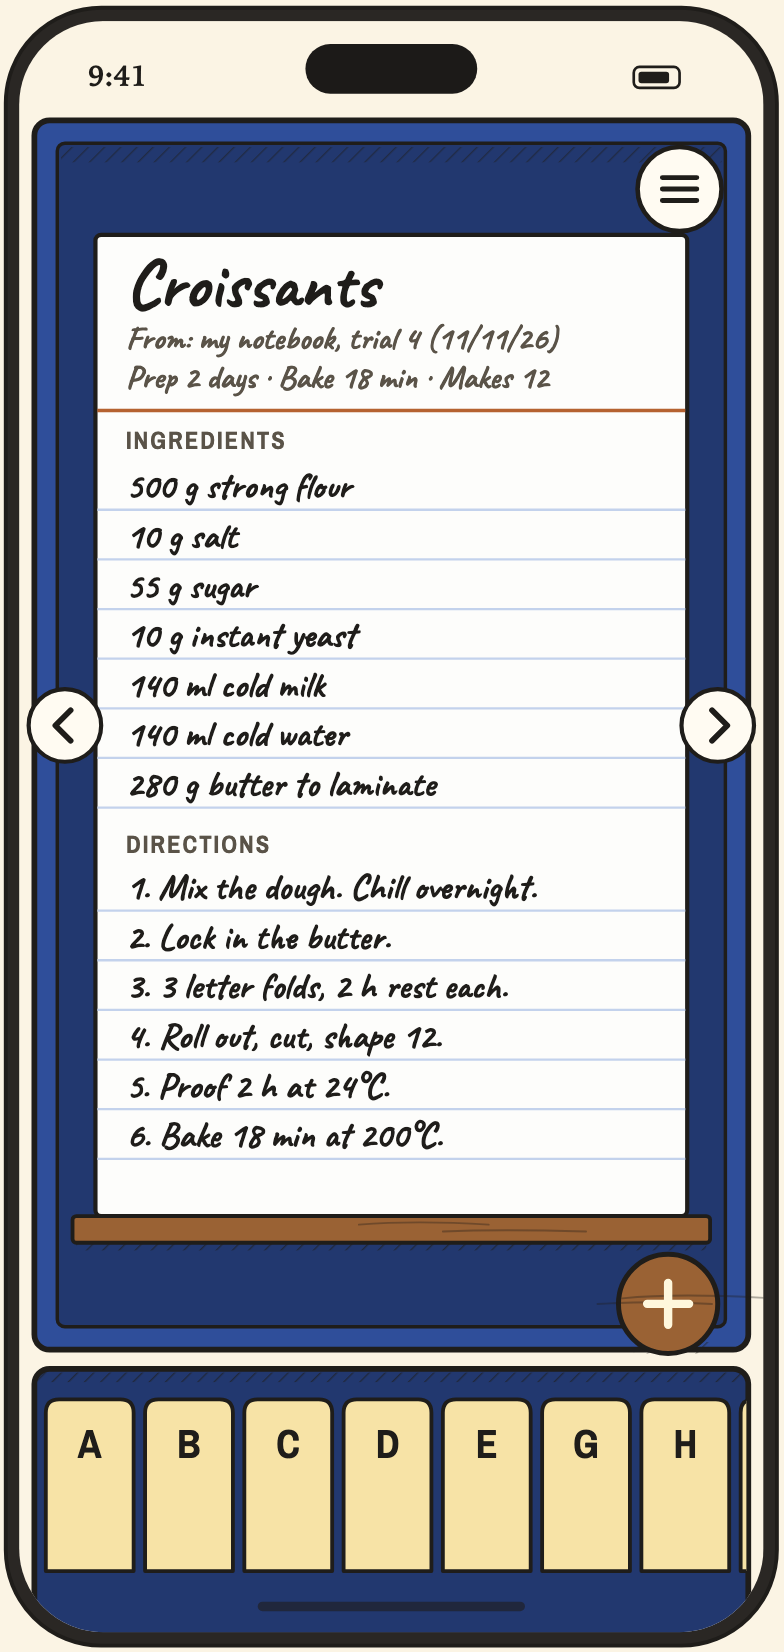 9:41
Croissants
From: my notebook, trial 4 (11/11/26)
Prep 2 days · Bake 18 min · Makes 12
INGREDIENTS
500 g strong flour
10 g salt
55 g sugar
10 g instant yeast
140 ml cold milk
140 ml cold water
280 g butter to laminate
DIRECTIONS
1. Mix the dough. Chill overnight.
2. Lock in the butter.
3. 3 letter folds, 2 h rest each.
4. Roll out, cut, shape 12.
5. Proof 2 h at 24°C.
6. Bake 18 min at 200°C.
A B C D E G H